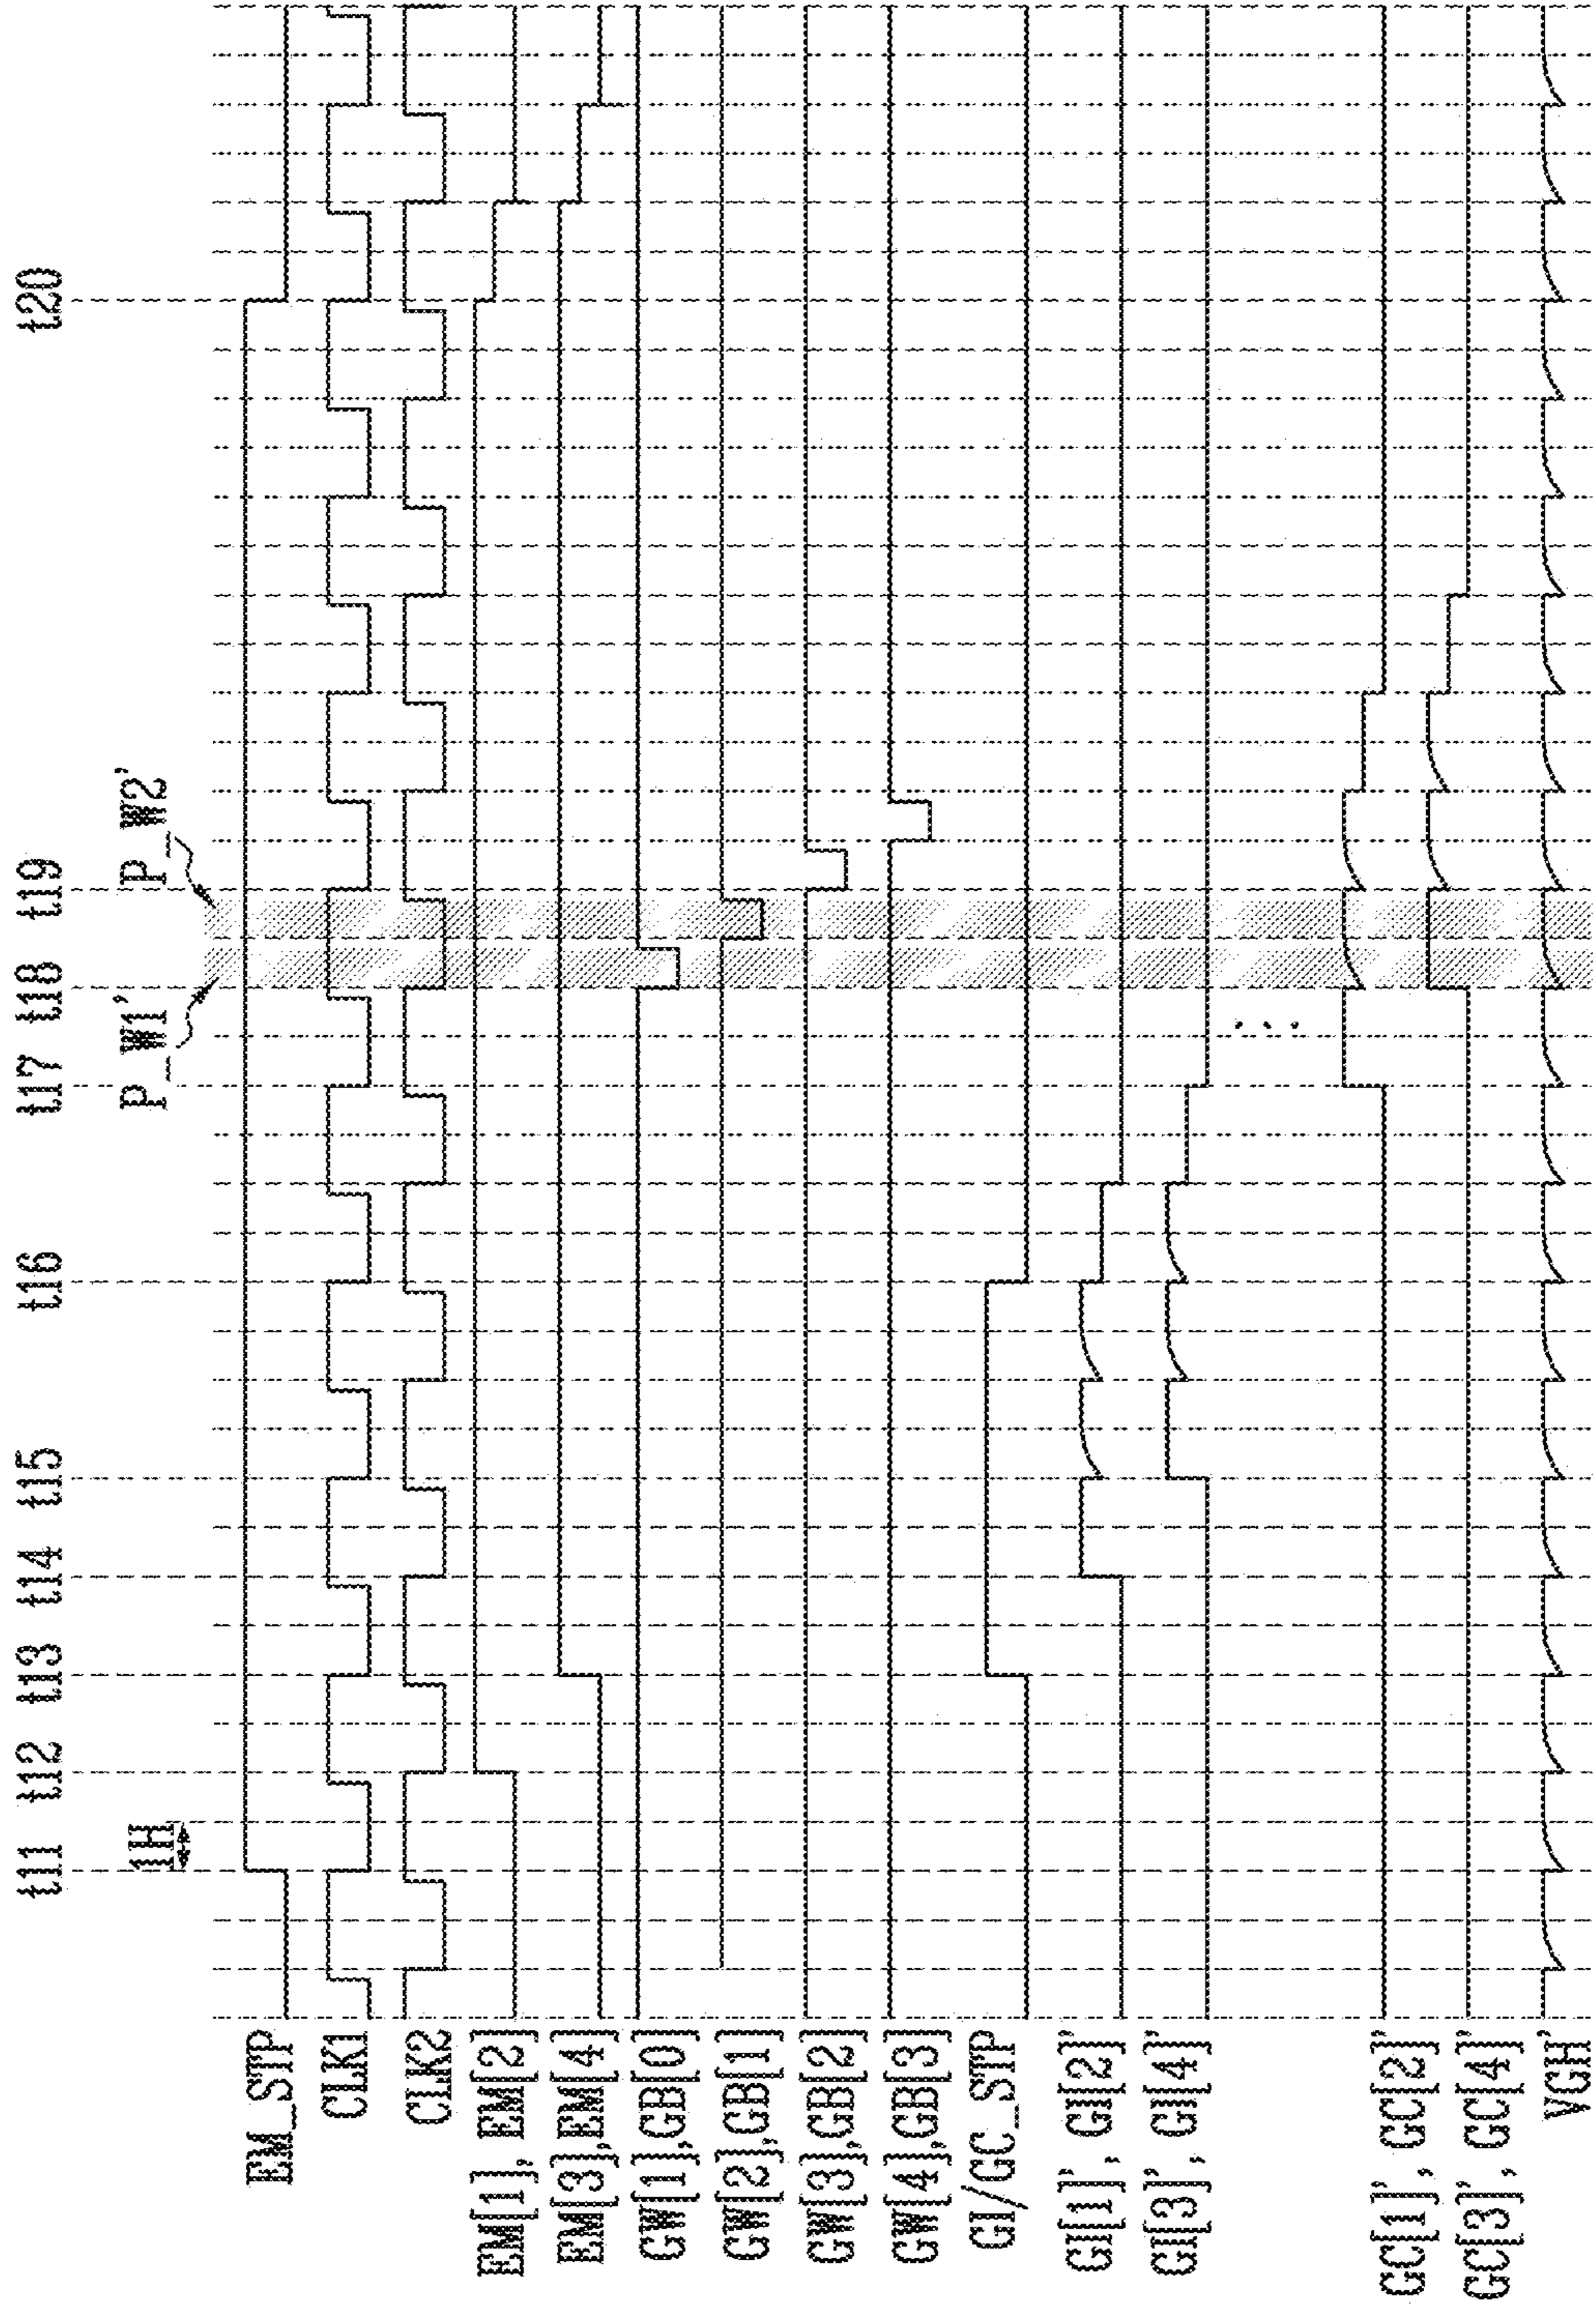 t11 t12 t13 t14 t15 t16 t17 t18 t19 t20
1H P_W1' P_W2'
EM_STP
CLK1
CLK2
EM[1], EM[2]
EM[3],EM[4]
GW[1],GB[0]
GW[2],GB[1]
GW[3],GB[2]
GW[4],GB[3]
GI/GC_STP
GI[1]', GI[2]'
GI[3]', GI[4]'
...
GC[1]', GC[2]'
GC[3]', GC[4]'
VGH'